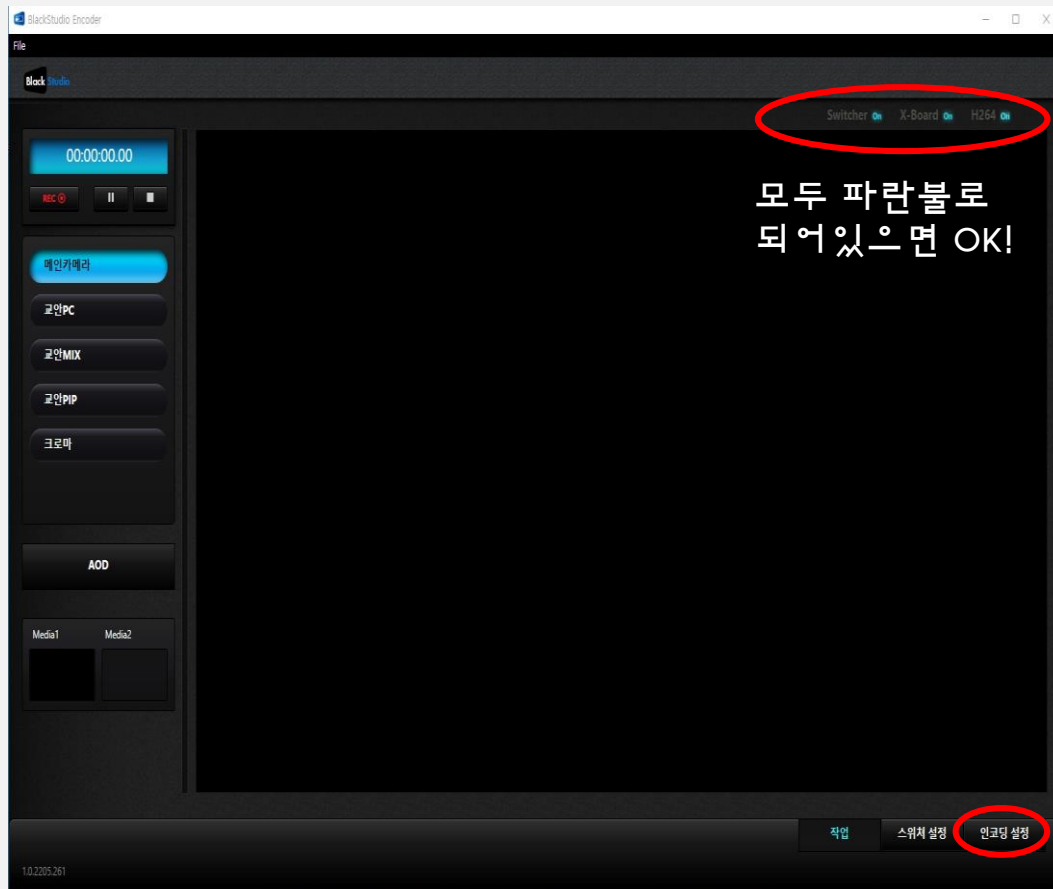 BlackStudio Encoder
File
Black Studio
Switcher On X-Board On H264 On
00:00:00.00
REC
모두 파란불로
되어있으면 OK!
메인카메라
교안PC
교안MIX
교안PIP
크로마
AOD
Media1 Media2
작업 스위처 설정 인코딩 설정
1.0.2205.261